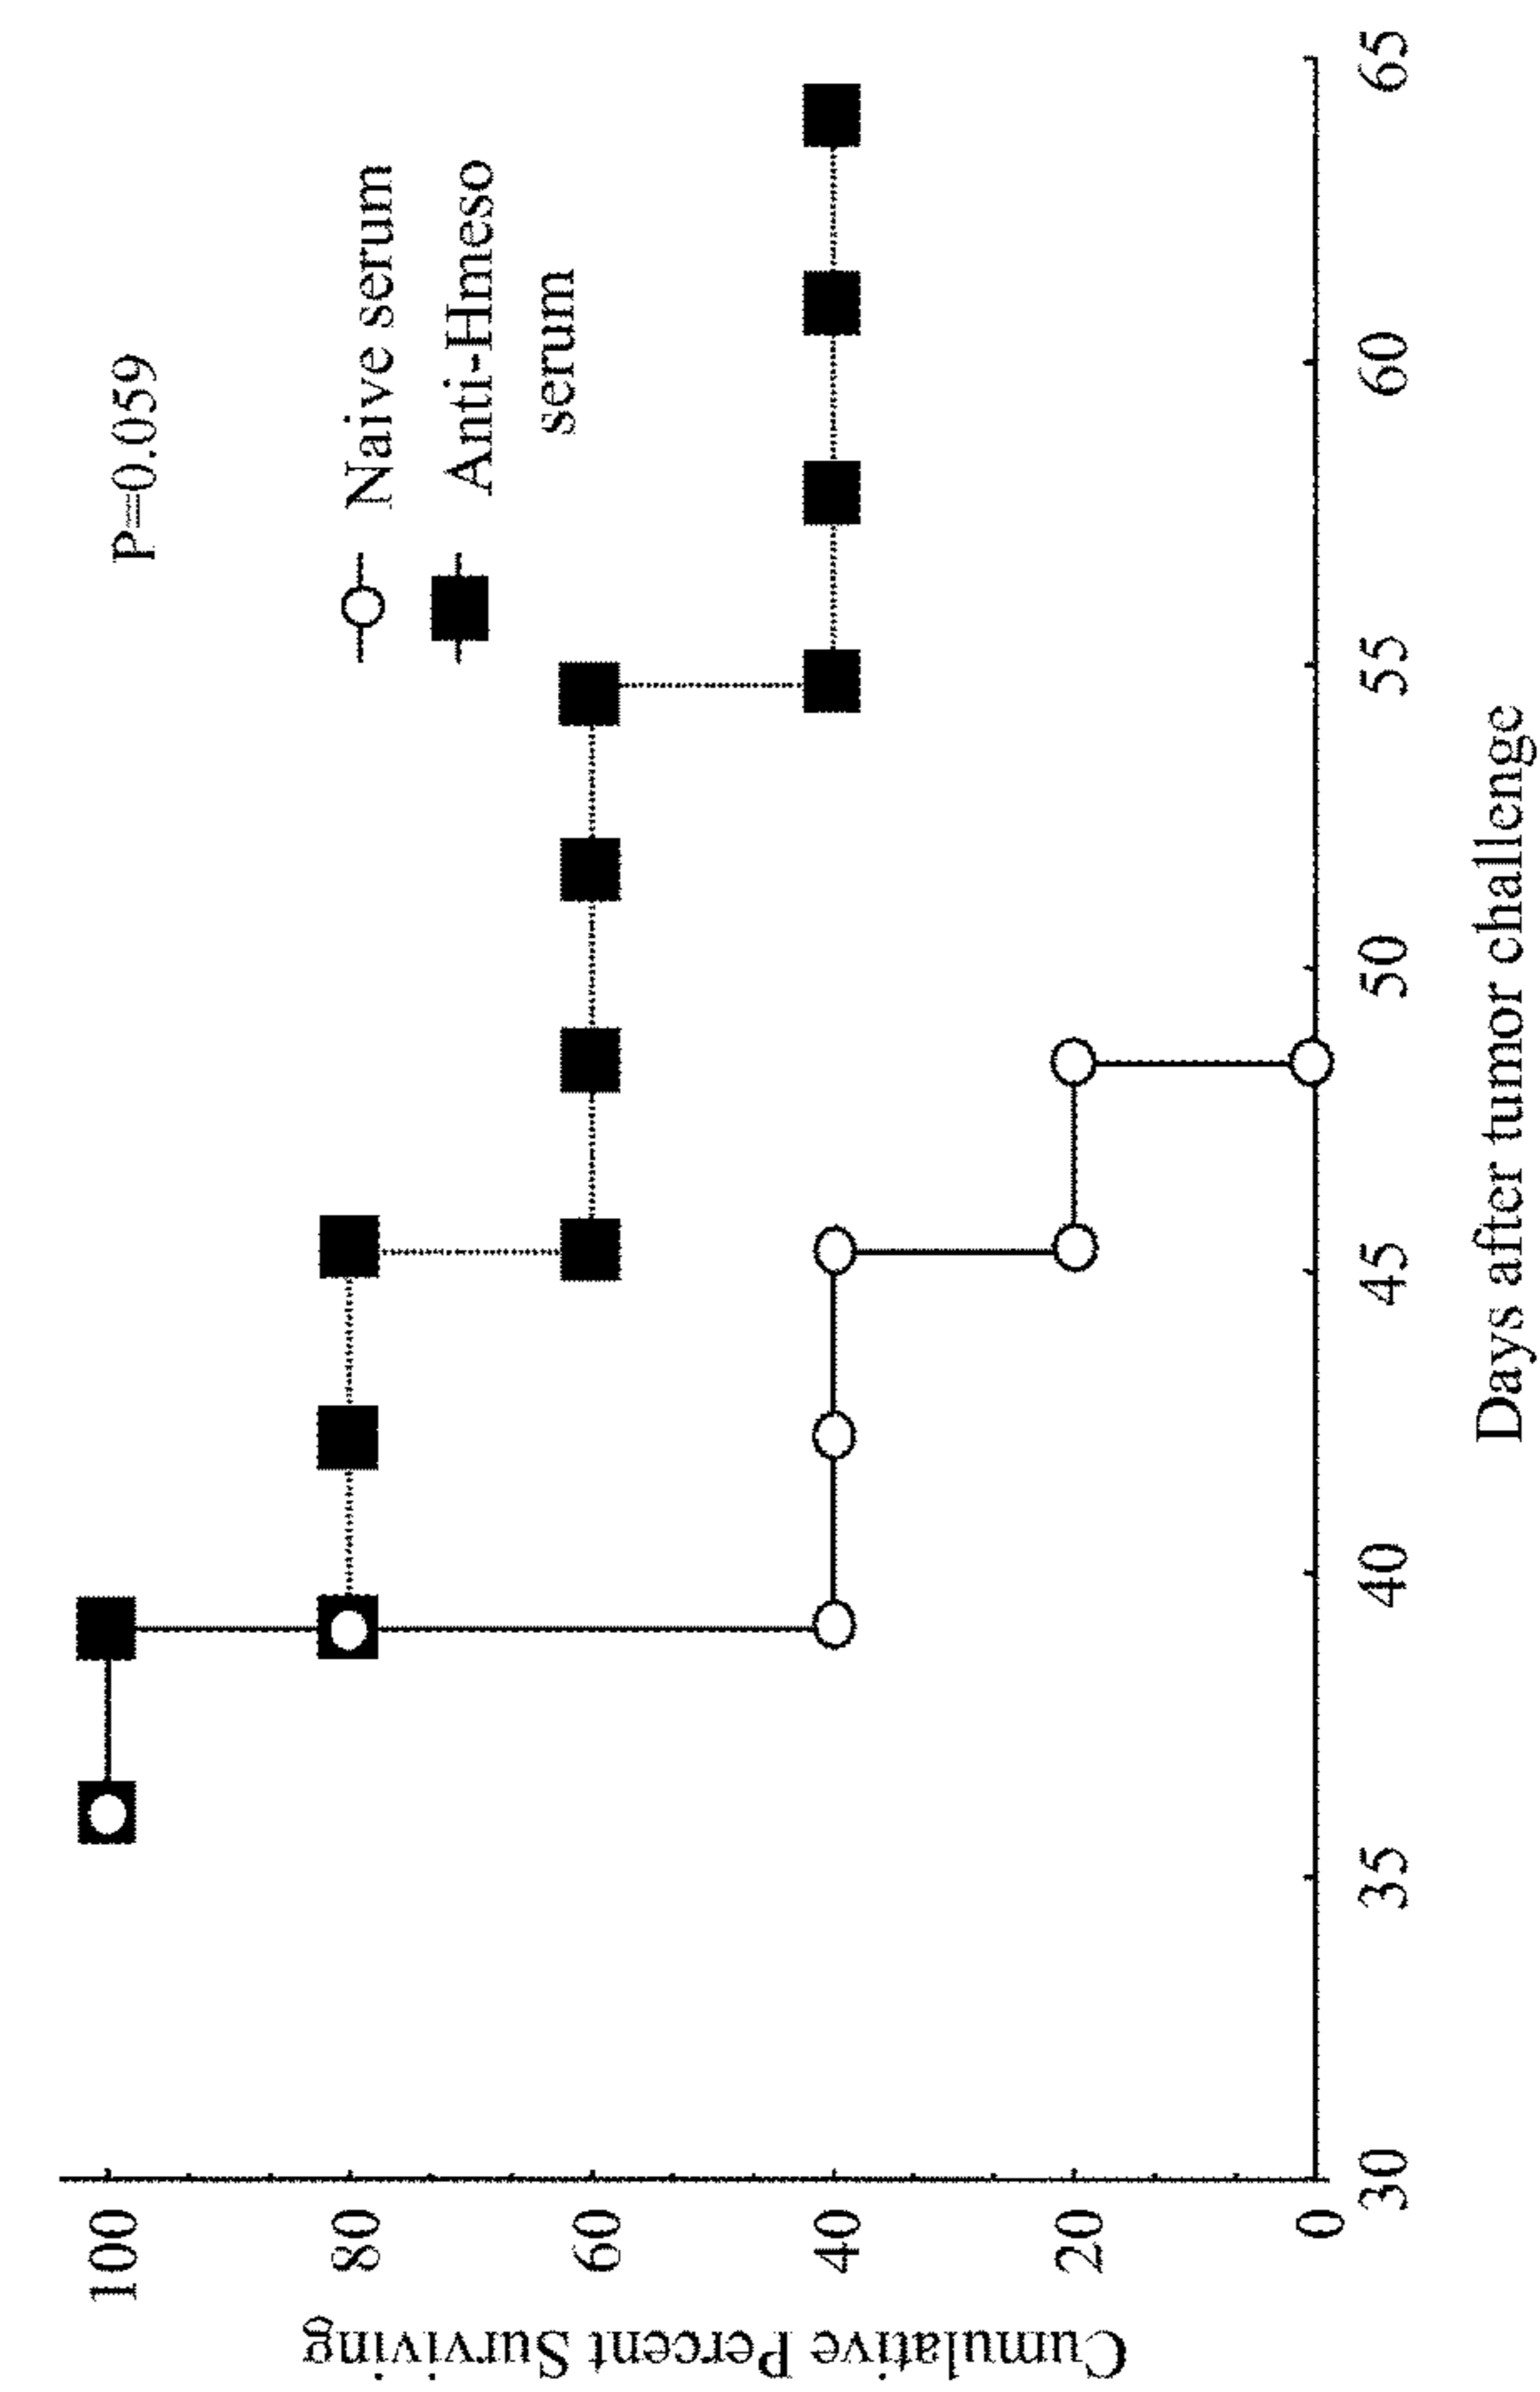 P=0.059
Naive serum
Anti-Hmeso
serum
Cumulative Percent Surviving
100
80
60
40
20
0
30 35 40 45 50 55 60 65
Days after tumor challenge